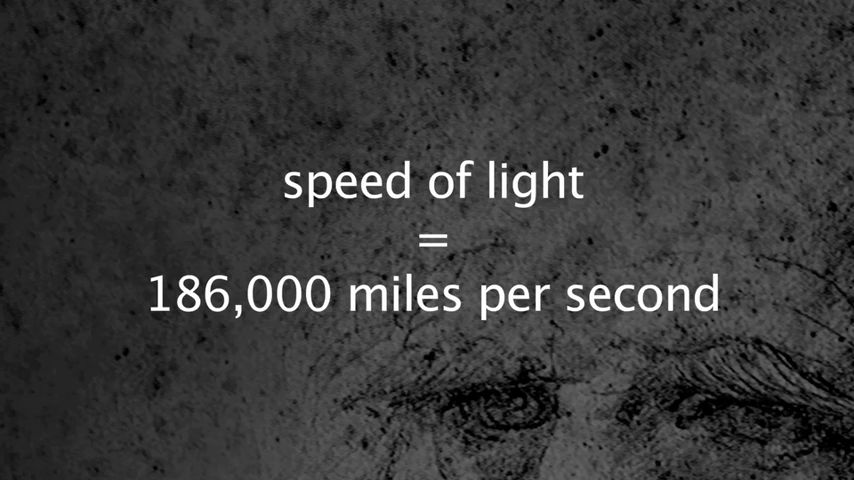 speed of light
=
186,000 miles per second